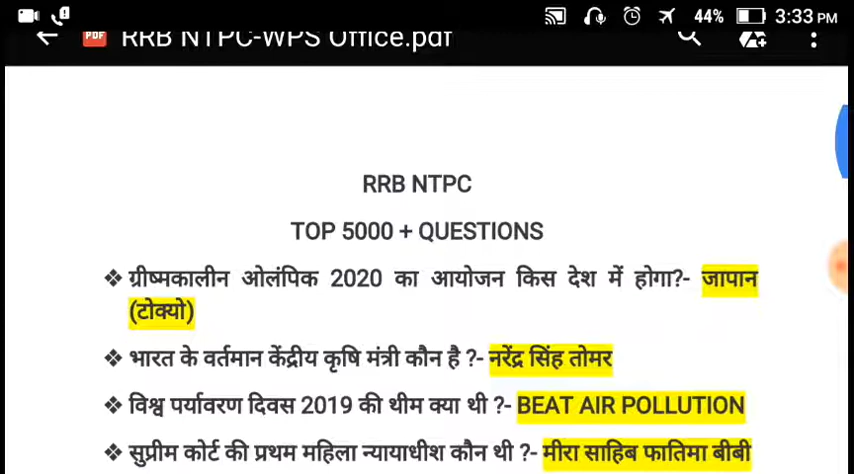 44% 3:33 PM
PDF RRB NTPC-WPS Office.pdf
RRB NTPC
TOP 5000 + QUESTIONS
❖ ग्रीष्मकालीन ओलंपिक 2020 का आयोजन किस देश में होगा?- जापान
(टोक्यो)
❖ भारत के वर्तमान केंद्रीय कृषि मंत्री कौन है ?- नरेंद्र सिंह तोमर
❖ विश्व पर्यावरण दिवस 2019 की थीम क्या थी ?- BEAT AIR POLLUTION
❖ सुप्रीम कोर्ट की प्रथम महिला न्यायाधीश कौन थी ?- मीरा साहिब फातिमा बीबी